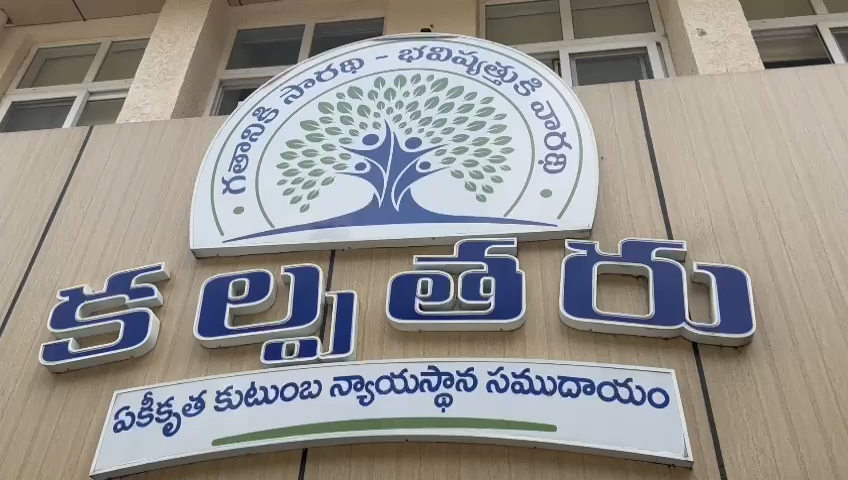 గతానికి సారథి - భవిష్యత్తుకి వారధి
కల్పతరు
ఏకీకృత కుటుంబ న్యాయస్థాన సముదాయం